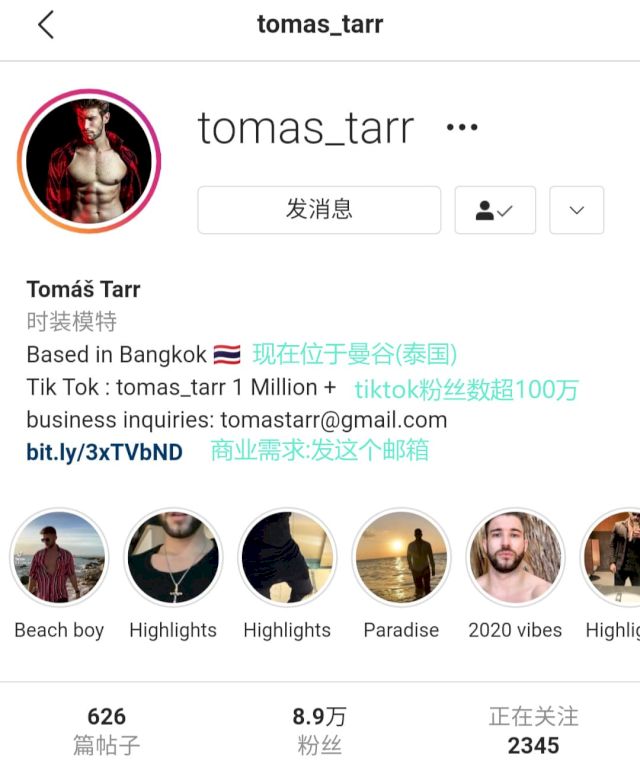 tomas_tarr
tomas_tarr
发消息
Tomáš Tarr
时装模特
Based in Bangkok 🇹🇭 现在位于曼谷(泰国)
Tik Tok : tomas_tarr 1 Million + tiktok粉丝数超100万
business inquiries: tomastarr@gmail.com
bit.ly/3xTVbND 商业需求:发这个邮箱
Beach boy Highlights Highlights Paradise 2020 vibes Highlig
626 8.9万 正在关注
篇帖子 粉丝 2345